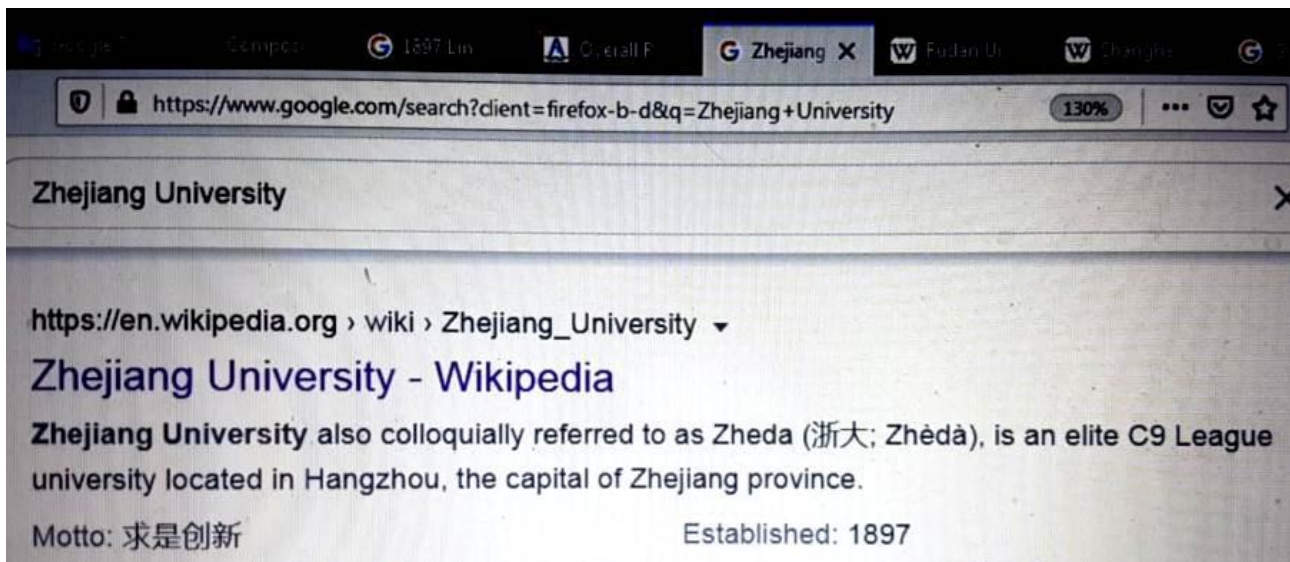 1897 Lin
Zhejiang
https://www.google.com/search?client=firefox-b-d&q=Zhejiang+University
130%
Zhejiang University
https://en.wikipedia.org › wiki › Zhejiang_University
Zhejiang University - Wikipedia
Zhejiang University also colloquially referred to as Zheda (浙大; Zhèdà), is an elite C9 League
university located in Hangzhou, the capital of Zhejiang province.
Motto: 求是创新 Established: 1897